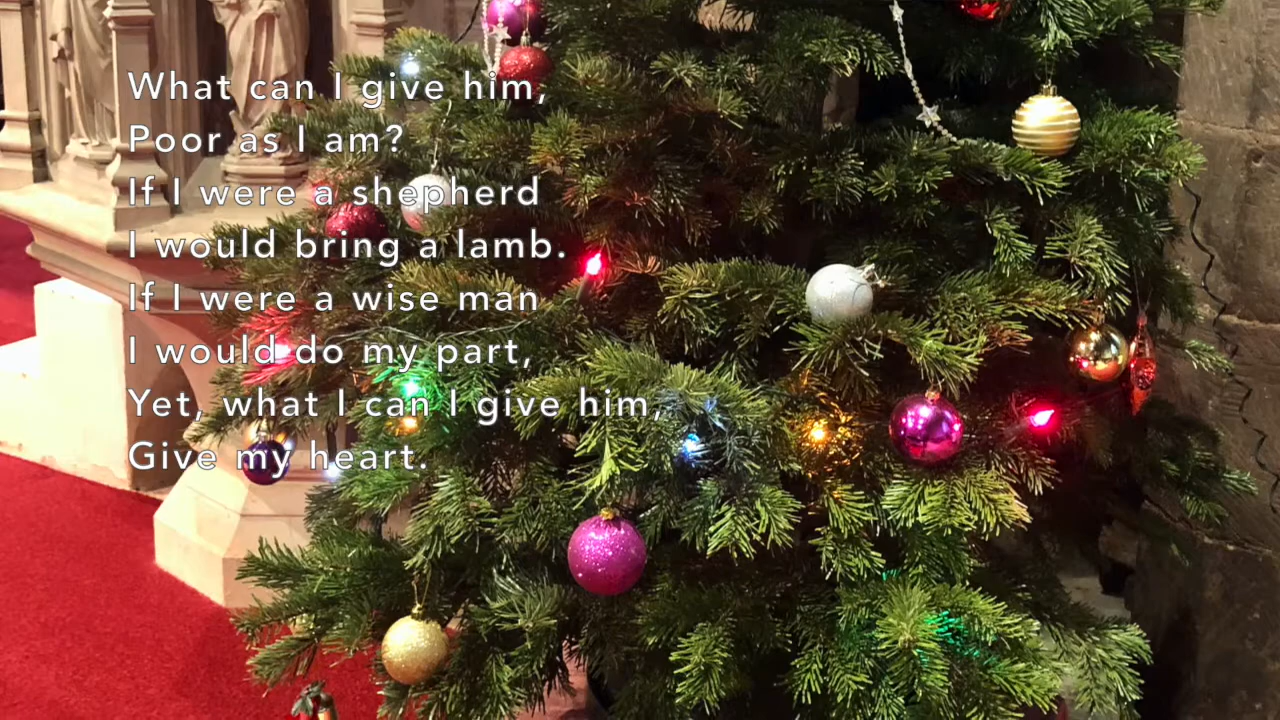 What can I give him,
Poor as I am?
If I were a shepherd
I would bring a lamb.
If I were a wise man
I would do my part,
Yet, what I can I give him,
Give my heart.